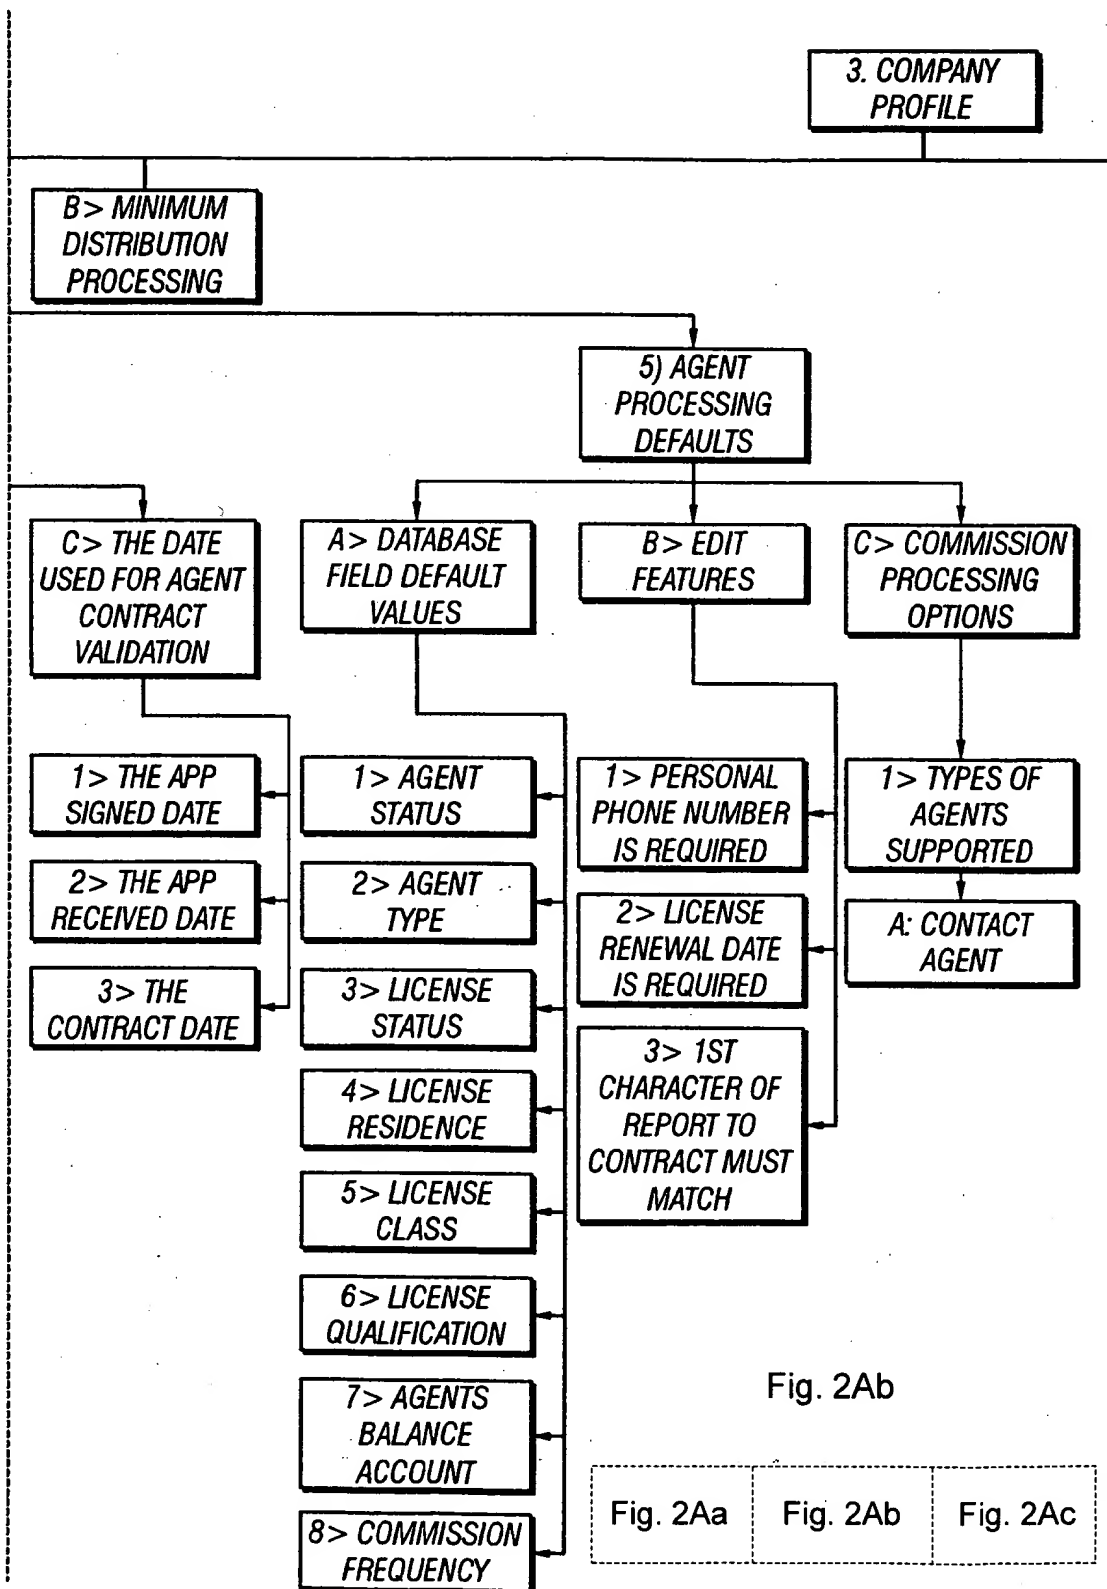 3. COMPANY
PROFILE
B> MINIMUM
DISTRIBUTION
PROCESSING
5) AGENT
PROCESSING
DEFAULTS
C> THE DATE
USED FOR AGENT
CONTRACT
VALIDATION
A> DATABASE
FIELD DEFAULT
VALUES
B> EDIT
FEATURES
C> COMMISSION
PROCESSING
OPTIONS
1> THE APP
SIGNED DATE
2> THE APP
RECEIVED DATE
3> THE
CONTRACT DATE
1> AGENT
STATUS
2> AGENT
TYPE
3> LICENSE
STATUS
4> LICENSE
RESIDENCE
5> LICENSE
CLASS
6> LICENSE
QUALIFICATION
7> AGENTS
BALANCE
ACCOUNT
8> COMMISSION
FREQUENCY
1> PERSONAL
PHONE NUMBER
IS REQUIRED
2> LICENSE
RENEWAL DATE
IS REQUIRED
3> 1ST
CHARACTER OF
REPORT TO
CONTRACT MUST
MATCH
1> TYPES OF
AGENTS
SUPPORTED
A: CONTACT
AGENT
Fig. 2Ab
Fig. 2Aa
Fig. 2Ab
Fig. 2Ac